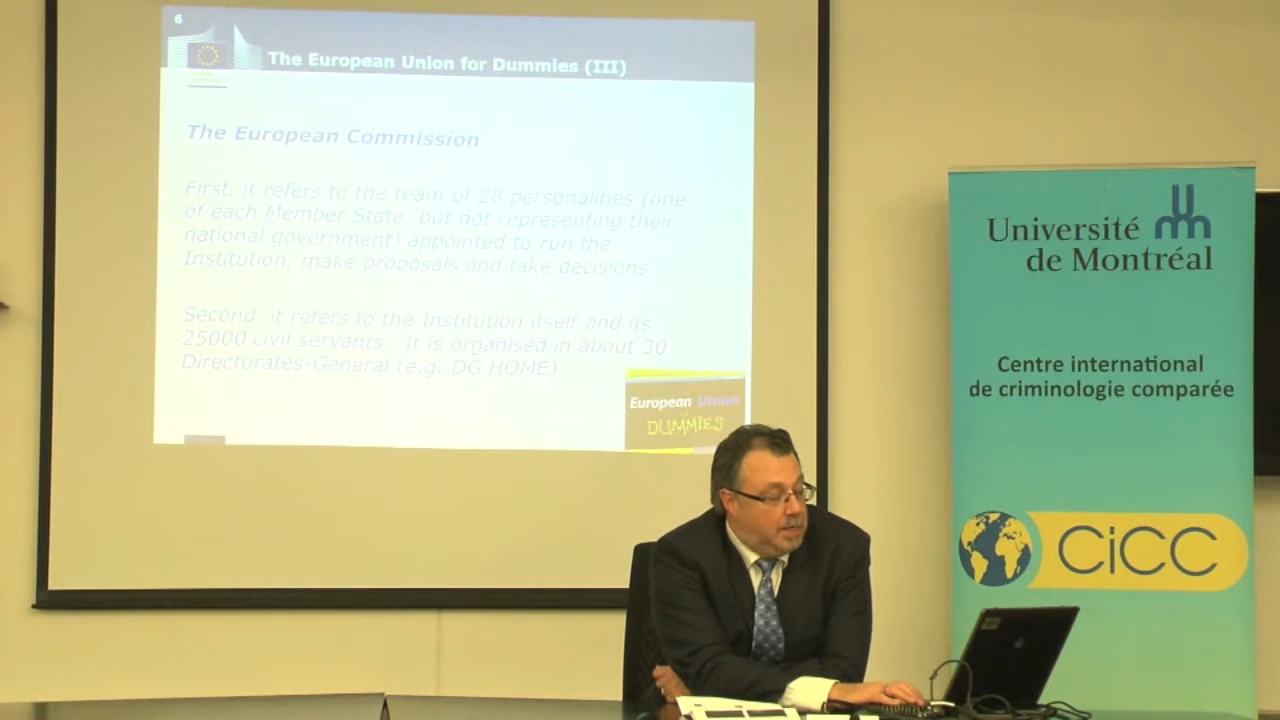 6
The European Union for Dummies (III)
The European Commission
First, it refers to the team of 28 personalities (one
of each Member State, but not representing their
national government) appointed to run the
Institution, make proposals and take decisions
Second, it refers to the Institution itself and its
25000 civil servants. It is organised in about 30
Directorates-General (e.g. DG HOME)
European Union
DUMMIES
Université
de Montréal
Centre international
de criminologie comparée
CiCC